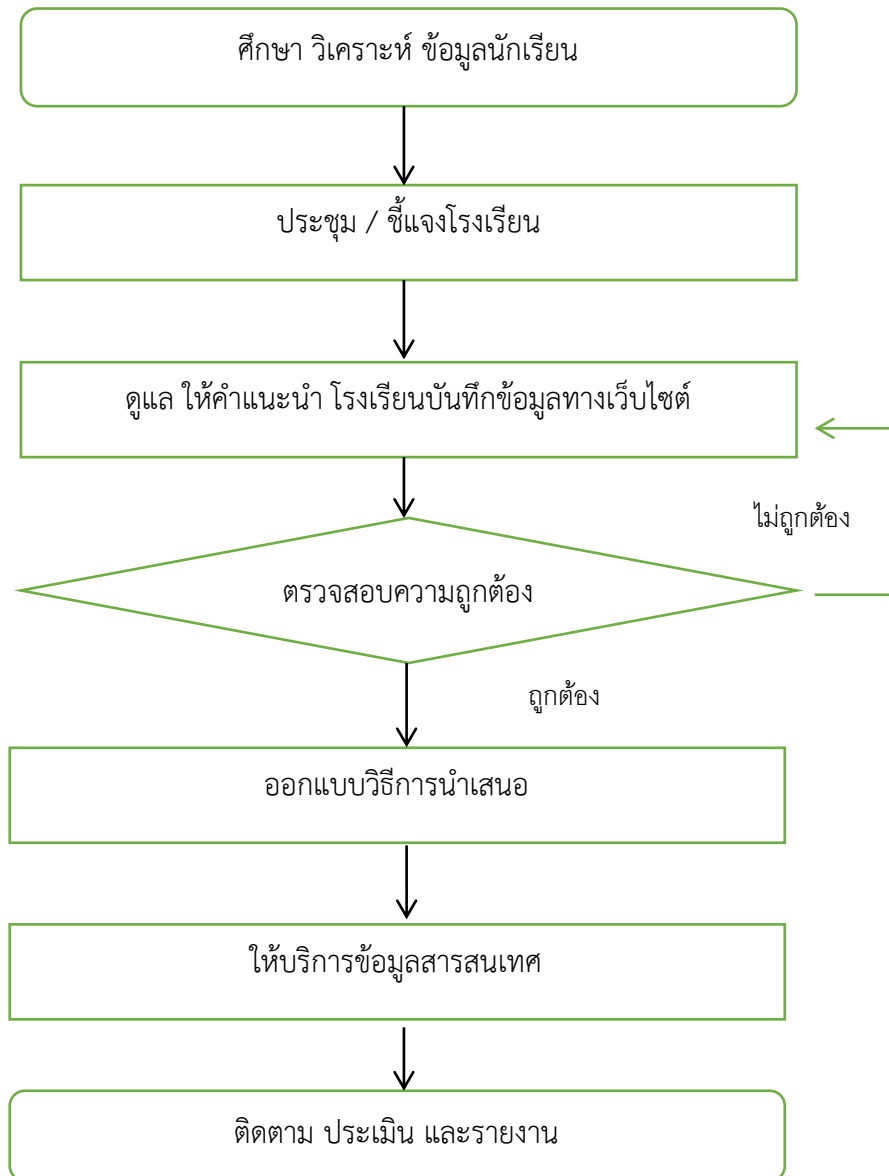 ศึกษา วิเคราะห์ ข้อมูลนักเรียน
ประชุม / ชี้แจงโรงเรียน
ดูแล ให้คำแนะนำ โรงเรียนบันทึกข้อมูลทางเว็บไซต์
ไม่ถูกต้อง
ตรวจสอบความถูกต้อง
ถูกต้อง
ออกแบบวิธีการนำเสนอ
ให้บริการข้อมูลสารสนเทศ
ติดตาม ประเมิน และรายงาน